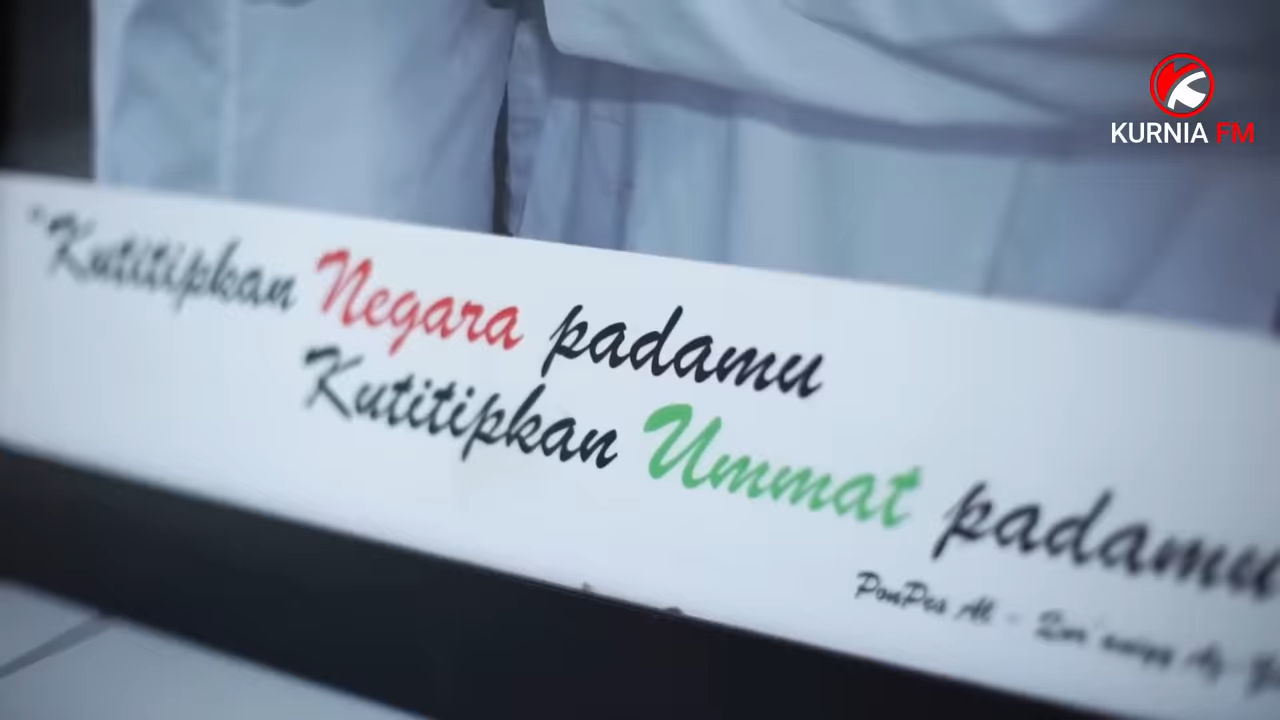 KURNIA FM
"Kutitipkan Negara padamu
Kutitipkan Ummat padamu
PonPes Al -